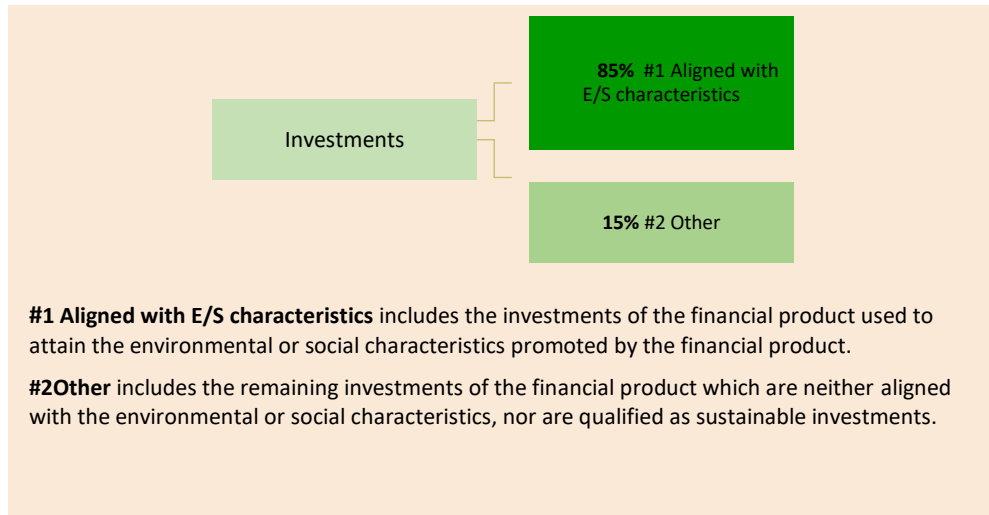 85% #1 Aligned with
E/S characteristics
Investments
15% #2 Other
#1 Aligned with E/S characteristics includes the investments of the financial product used to
attain the environmental or social characteristics promoted by the financial product.
#2Other includes the remaining investments of the financial product which are neither aligned
with the environmental or social characteristics, nor are qualified as sustainable investments.